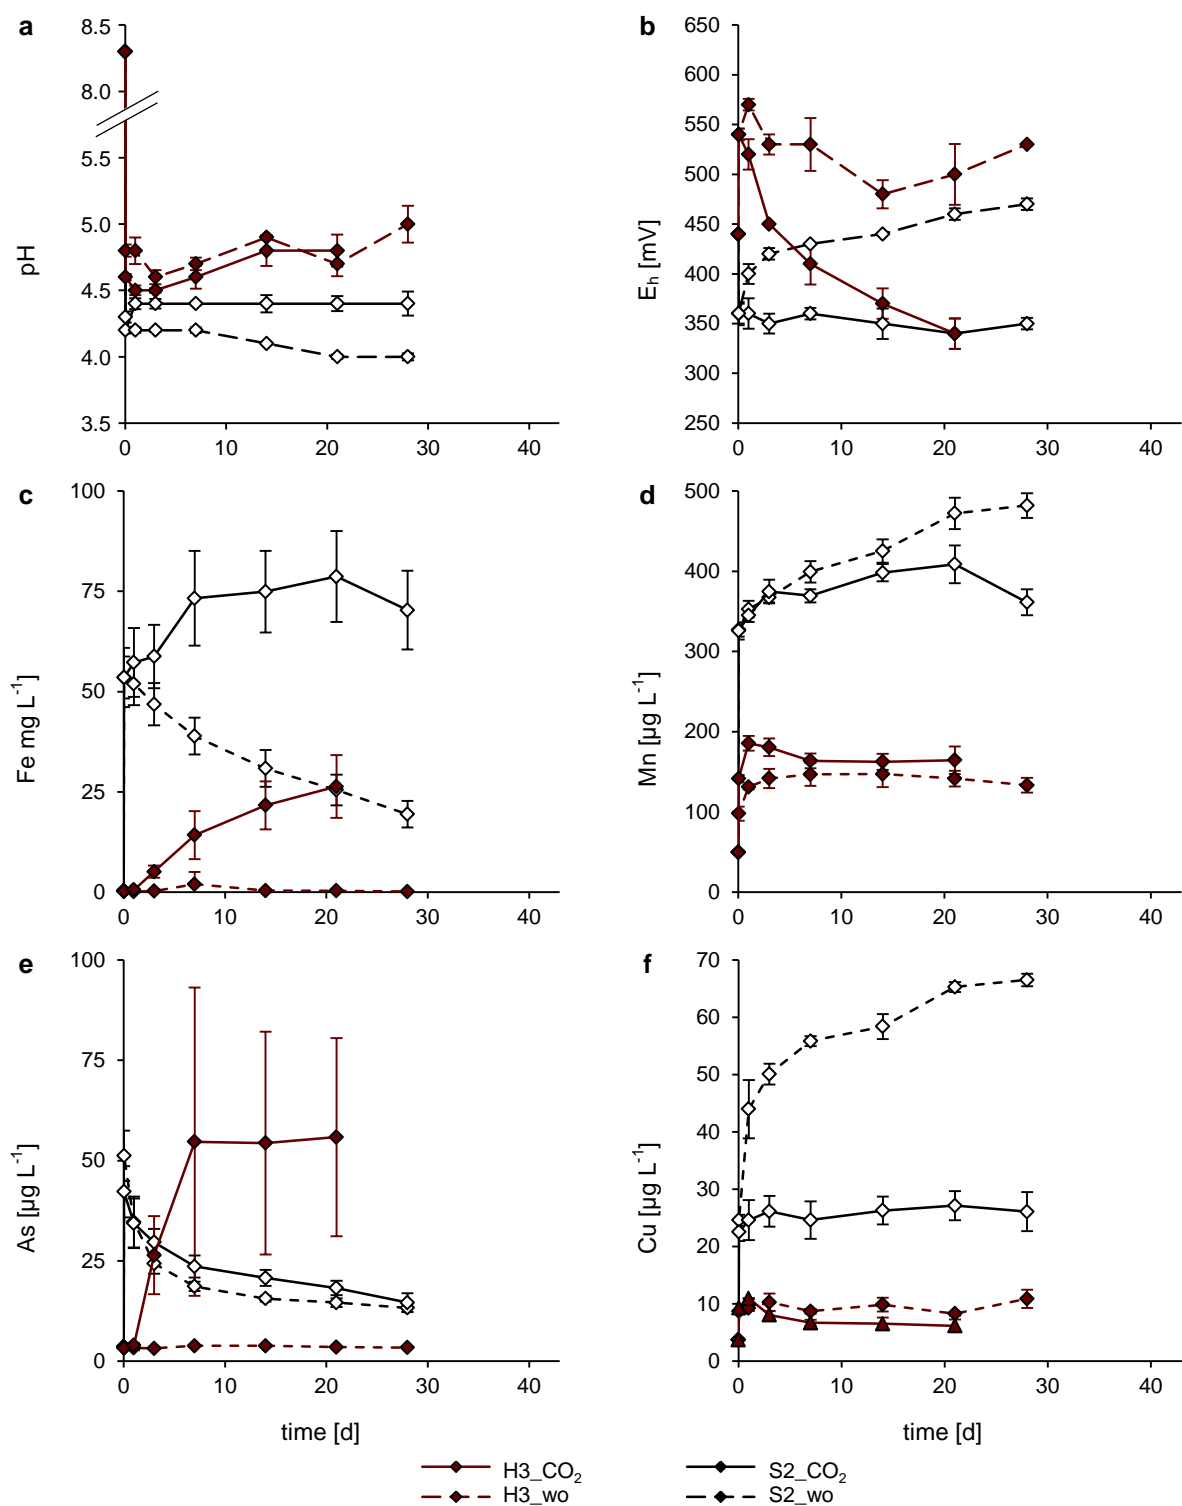 a
8.5
8.0
5.5
5.0
4.5
4.0
3.5
pH
0 10 20 30 40
b
650
600
550
500
450
400
350
300
250
Eₕ [mV]
0 10 20 30 40
c
100
75
50
25
0
Fe mg L⁻¹
0 10 20 30 40
d
500
400
300
200
100
0
Mn [µg L⁻¹]
0 10 20 30 40
e
100
75
50
25
0
As [µg L⁻¹]
0 10 20 30 40
time [d]
f
70
60
50
40
30
20
10
0
Cu [µg L⁻¹]
0 10 20 30 40
time [d]
H3_CO₂
H3_wo
S2_CO₂
S2_wo